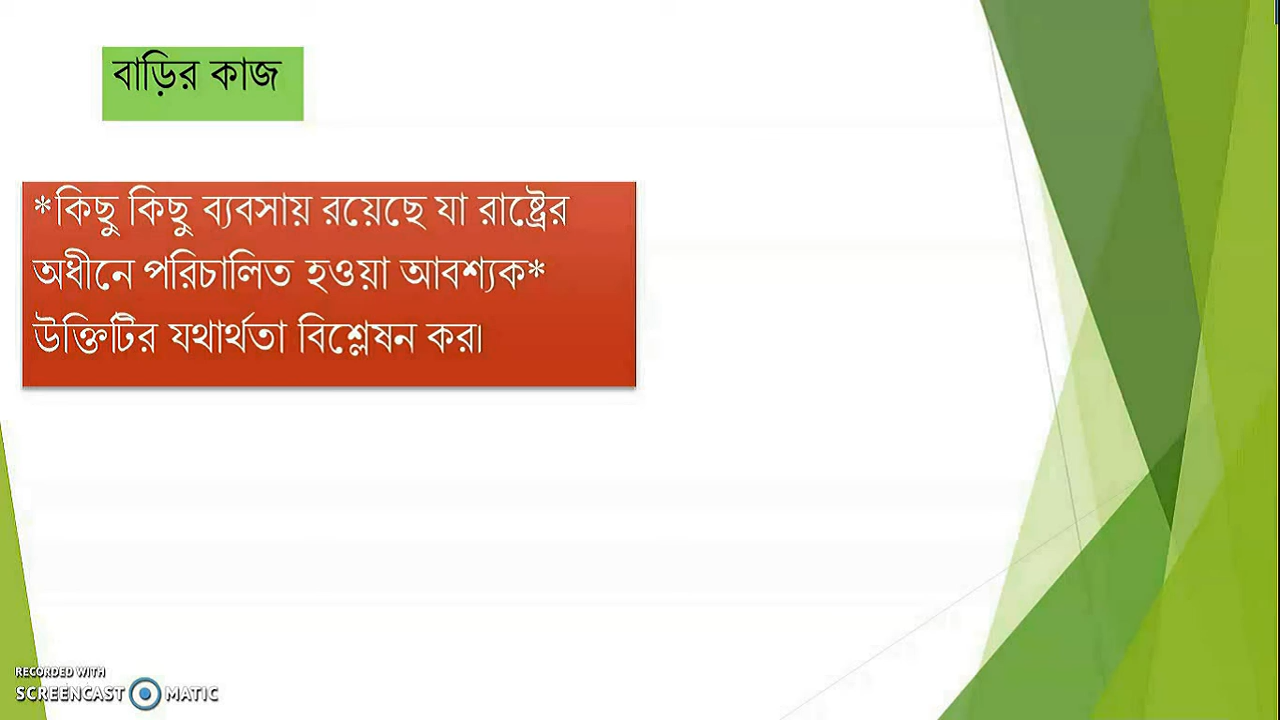 বাড়ির কাজ
*কিছু কিছু ব্যবসায় রয়েছে যা রাষ্ট্রের
অধীনে পরিচালিত হওয়া আবশ্যক*
উক্তিটির যথার্থতা বিশ্লেষন কর।
RECORDED WITH
SCREENCAST MATIC